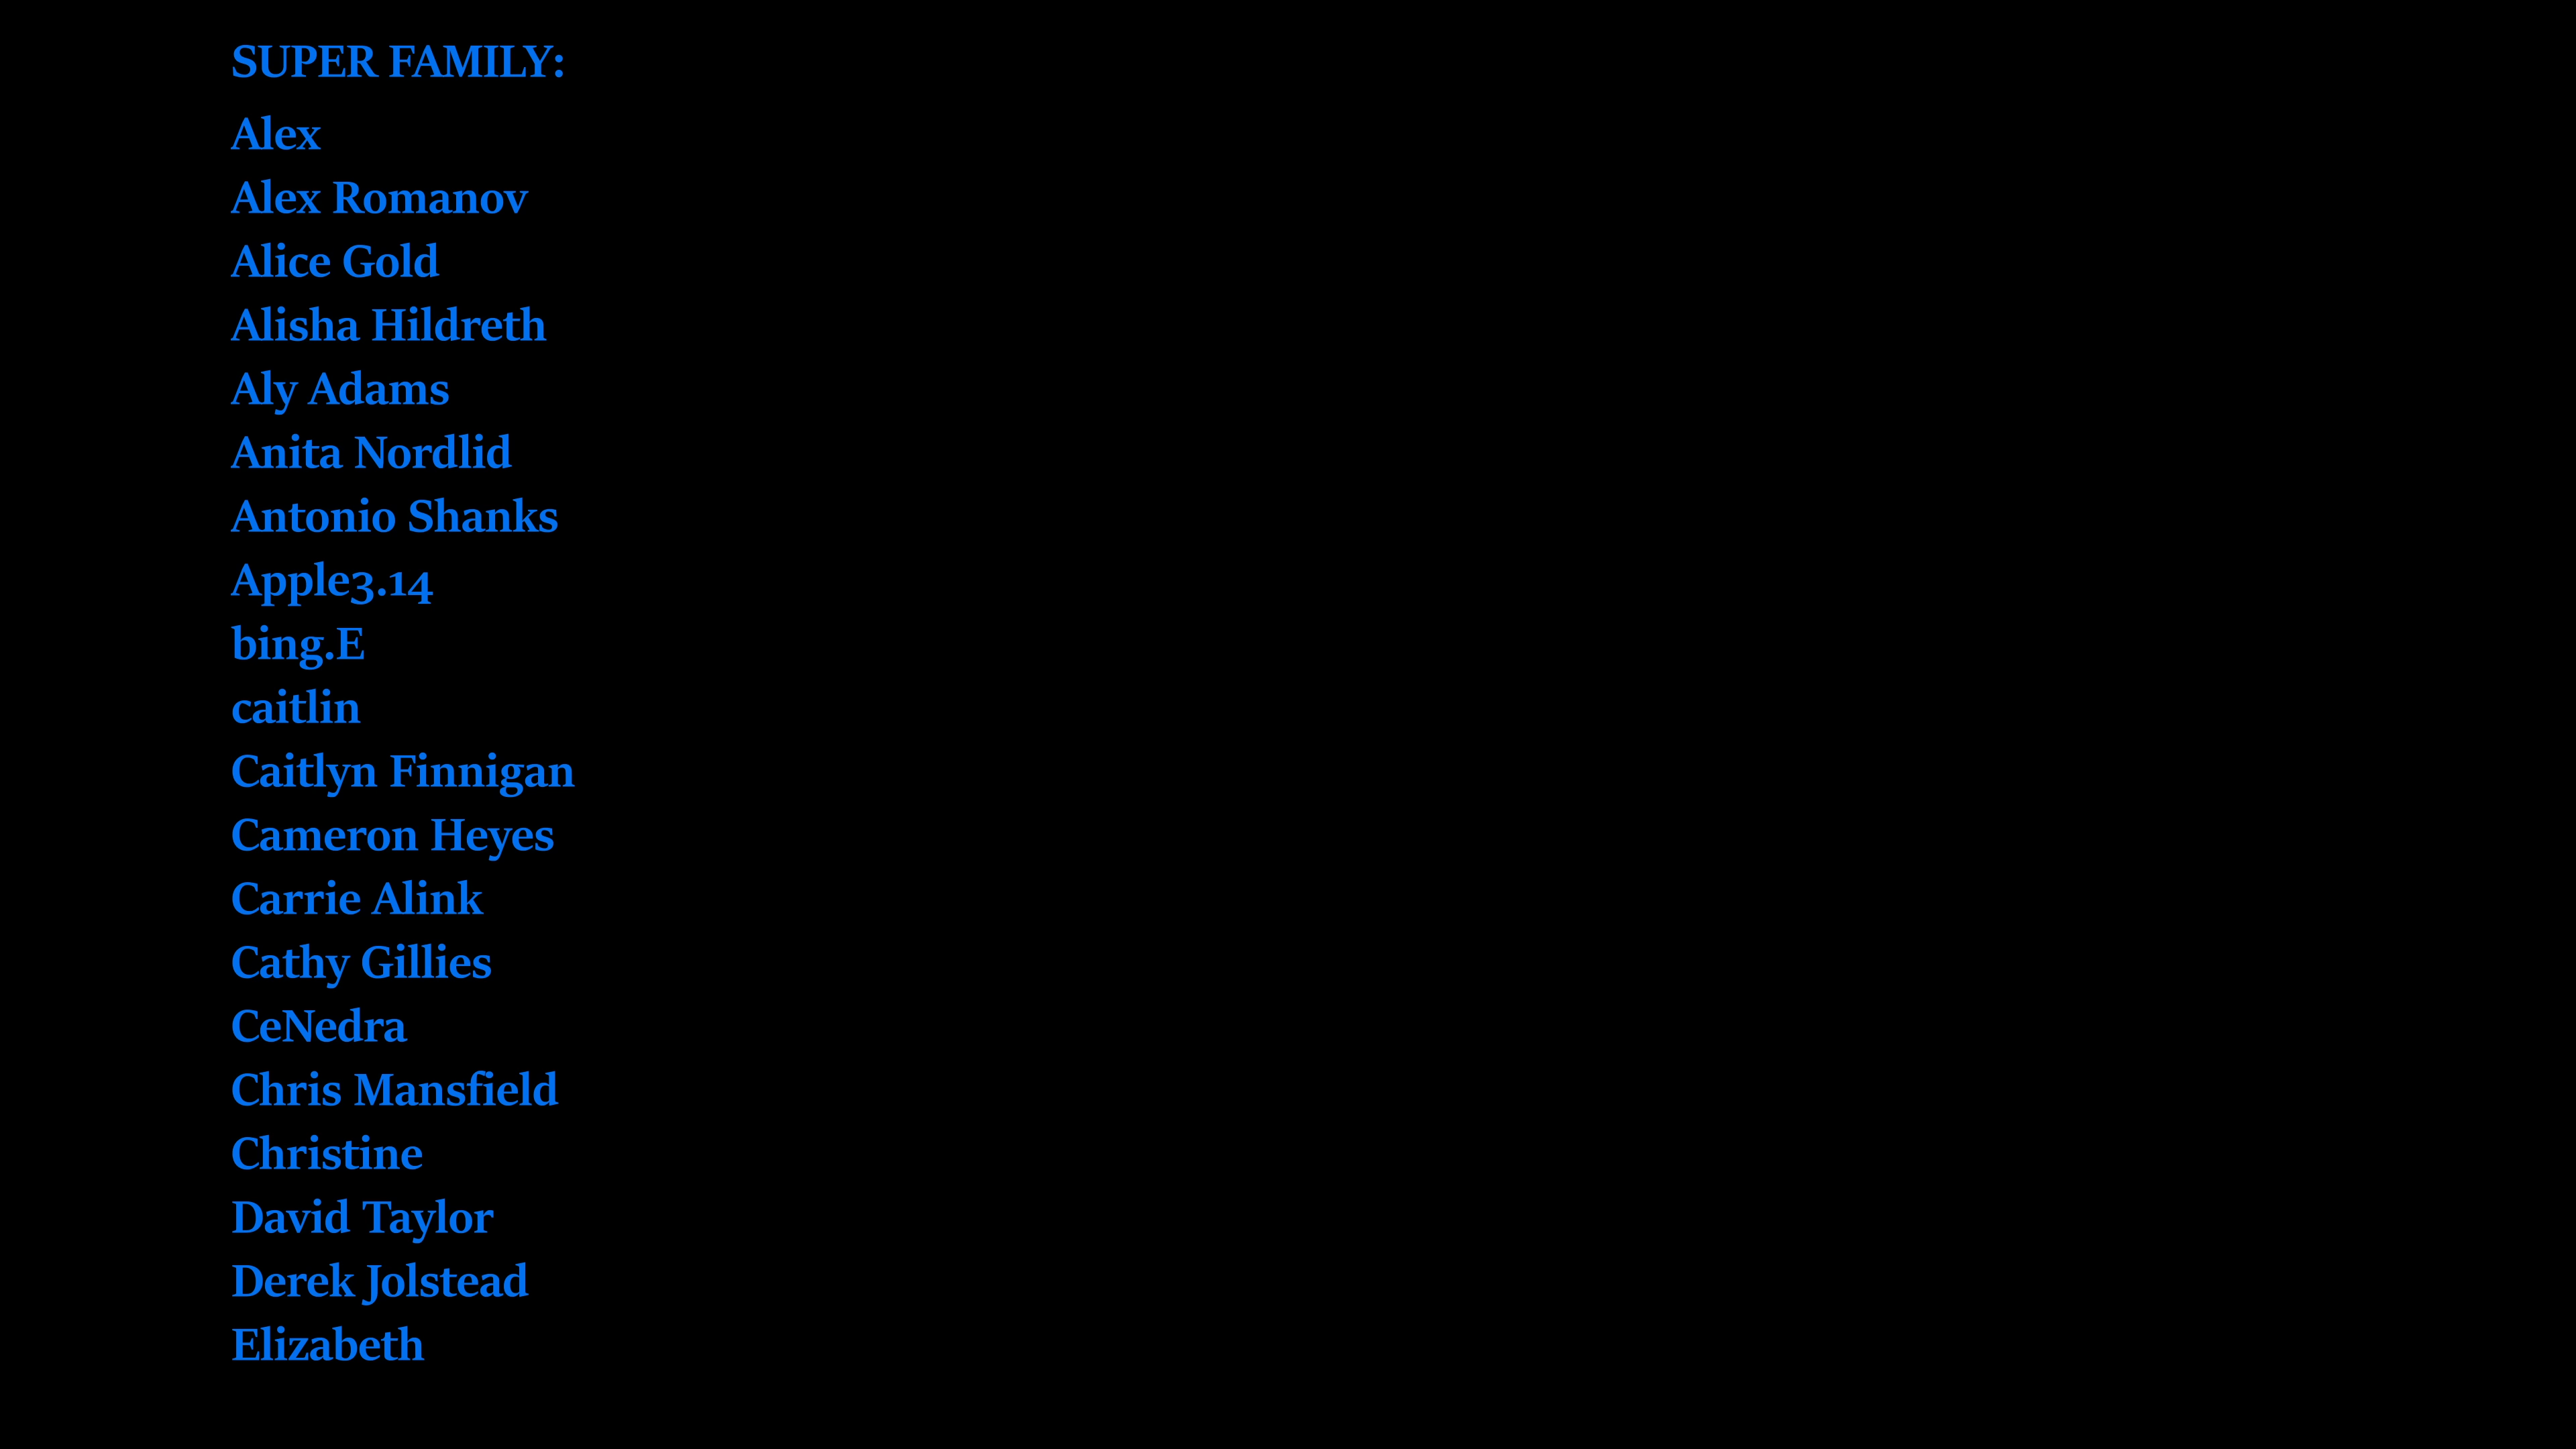 SUPER FAMILY:
Alex
Alex Romanov
Alice Gold
Alisha Hildreth
Aly Adams
Anita Nordlid
Antonio Shanks
Apple3.14
bing.E
caitlin
Caitlyn Finnigan
Cameron Heyes
Carrie Alink
Cathy Gillies
CeNedra
Chris Mansfield
Christine
David Taylor
Derek Jolstead
Elizabeth